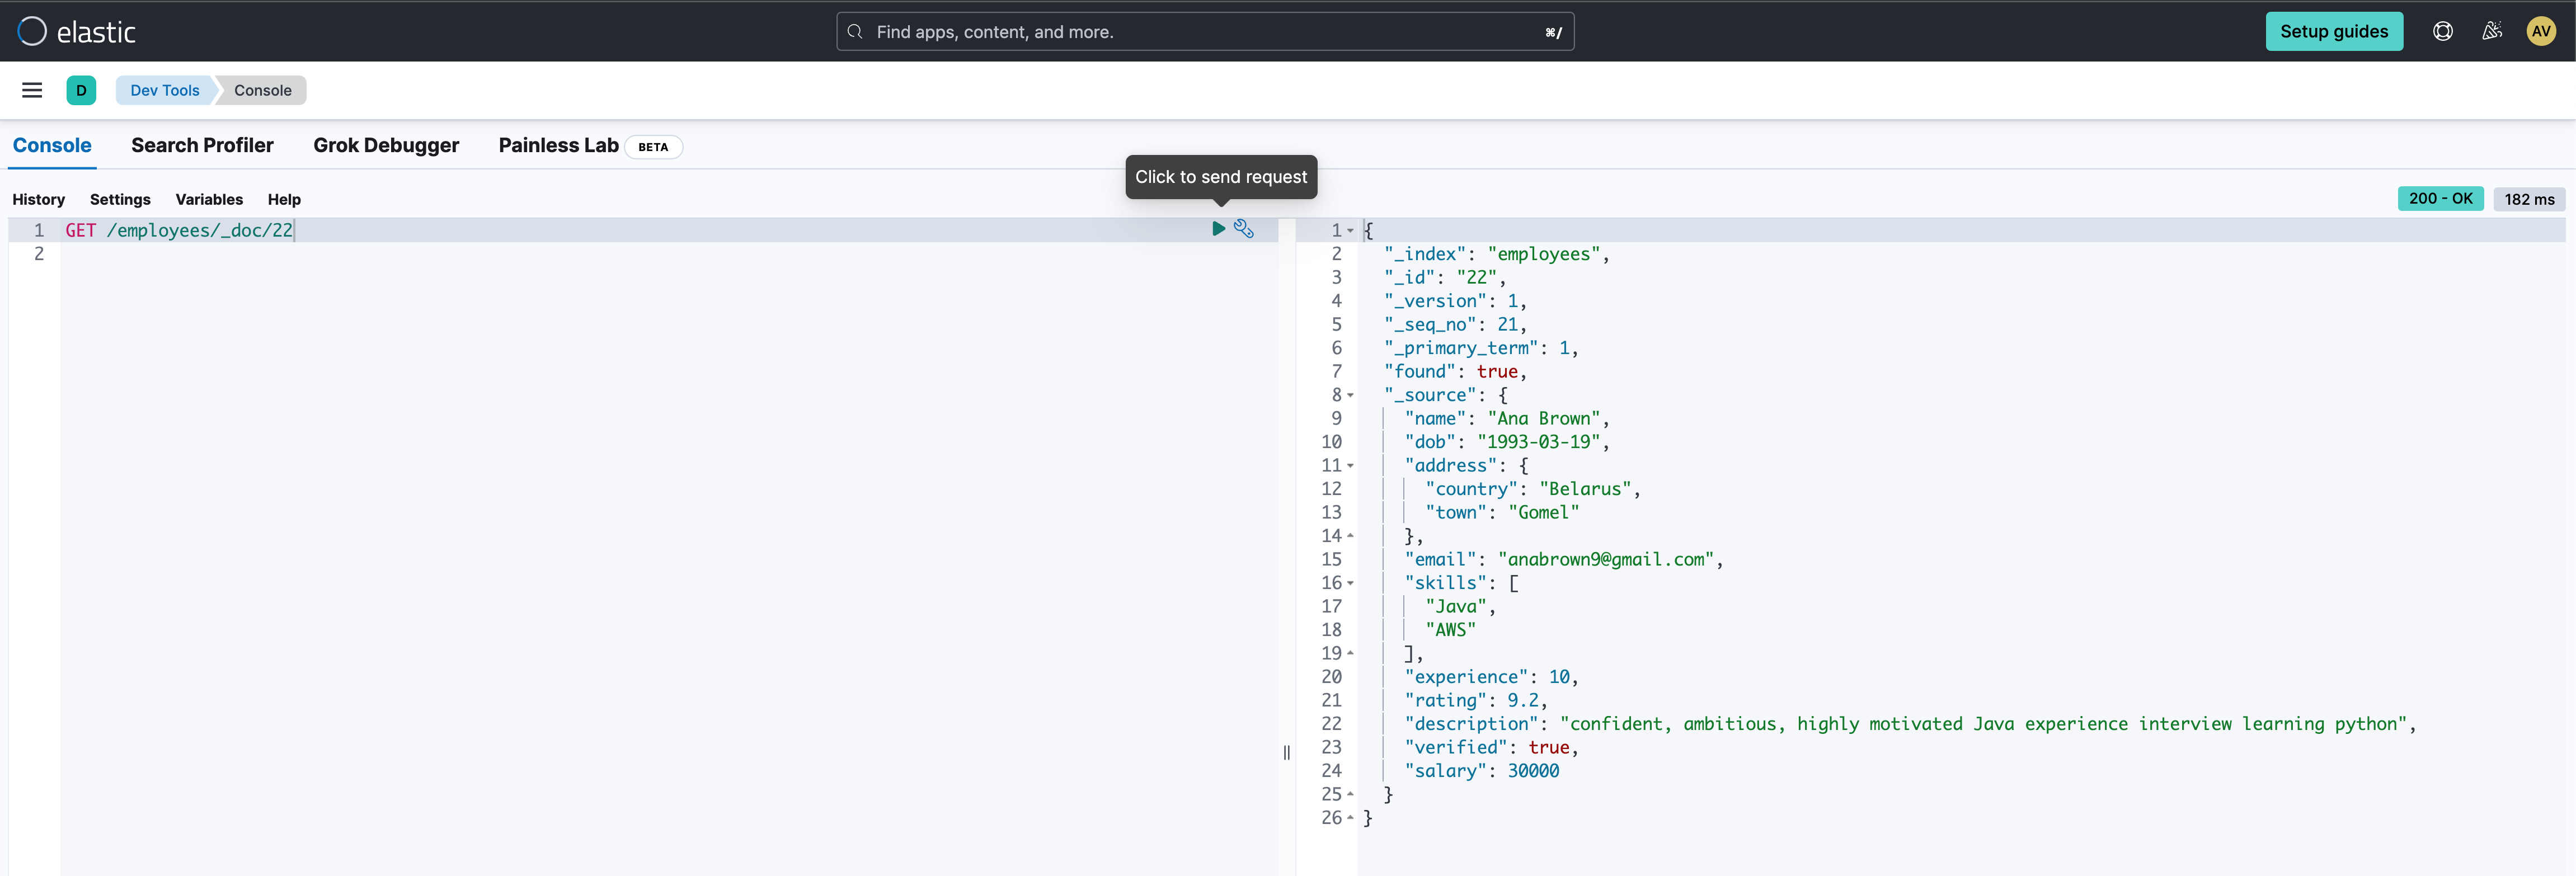 elastic
Find apps, content, and more.
⌘/
Setup guides
AV
D
Dev Tools
Console
Console
Search Profiler
Grok Debugger
Painless Lab
BETA
Click to send request
History
Settings
Variables
Help
200 - OK
182 ms
1 GET /employees/_doc/22
2
1 {
2 "_index": "employees",
3 "_id": "22",
4 "_version": 1,
5 "_seq_no": 21,
6 "_primary_term": 1,
7 "found": true,
8 "_source": {
9 "name": "Ana Brown",
10 "dob": "1993-03-19",
11 "address": {
12 "country": "Belarus",
13 "town": "Gomel"
14 },
15 "email": "anabrown9@gmail.com",
16 "skills": [
17 "Java",
18 "AWS"
19 ],
20 "experience": 10,
21 "rating": 9.2,
22 "description": "confident, ambitious, highly motivated Java experience interview learning python",
23 "verified": true,
24 "salary": 30000
25 }
26 }